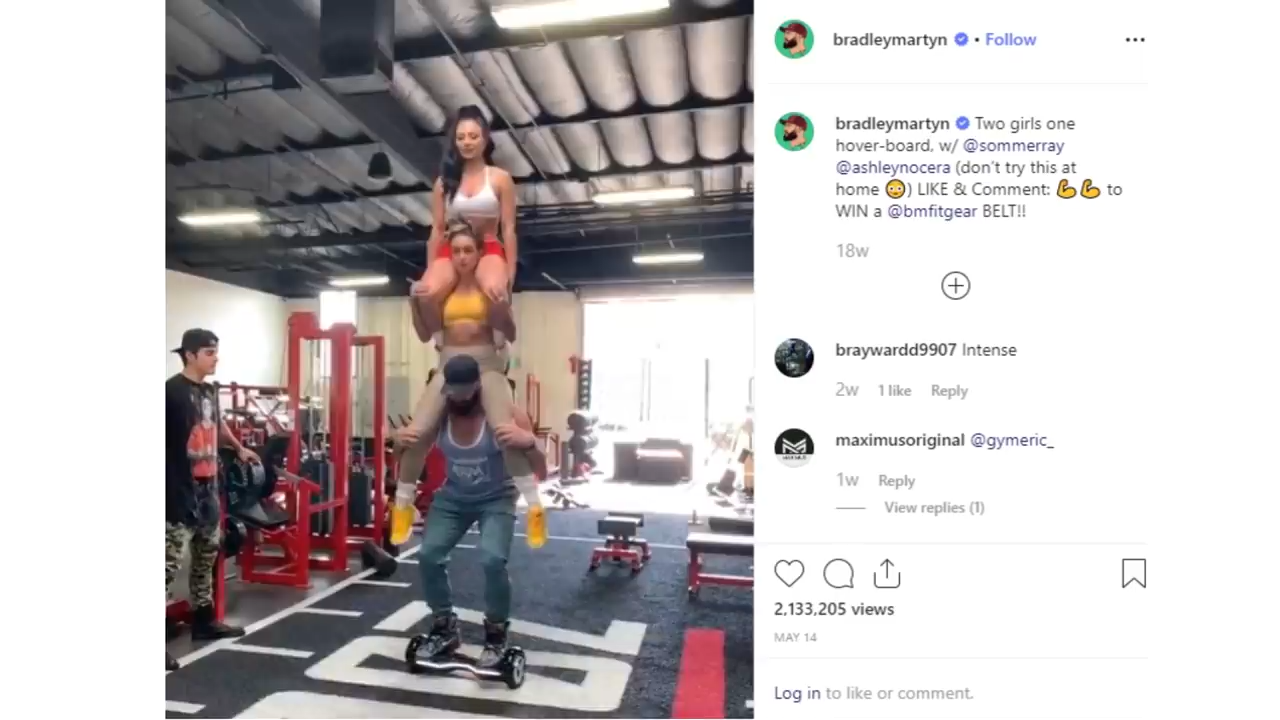 bradleymartyn • Follow
bradleymartyn Two girls one
hover-board, w/ @sommerray
@ashleynocera (don't try this at
home 😳) LIKE & Comment: 💪💪 to
WIN a @bmfitgear BELT!!
18w
braywardd9907 Intense
2w 1 like Reply
maximusoriginal @gymeric_
1w Reply
View replies (1)
2,133,205 views
MAY 14
Log in to like or comment.